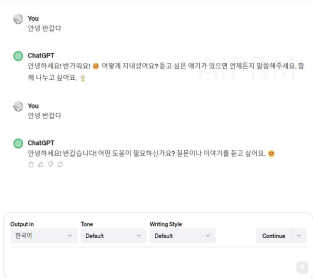 You
안녕 반갑다
ChatGPT
안녕하세요! 반가워요! 😊 어떻게 지내셨어요? 듣고 싶은 얘기가 있으면 언제든지 말씀해주세요. 함
께 나누고 싶어요.
You
안녕 반갑다
ChatGPT
안녕하세요! 반갑습니다! 어떤 도움이 필요하신가요? 질문이나 이야기를 듣고 싶어요. 😊
Output in
Tone
Writing Style
한국어
Default
Default
Continue